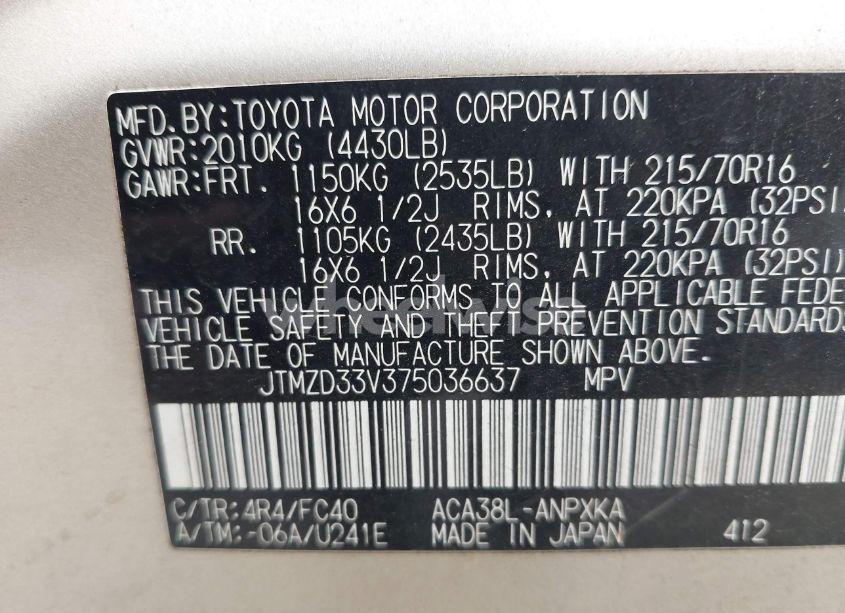 MFD.BY:TOYOTA MOTOR CORPORATION
GVWR:2010KG (4430LB)
GAWR:FRT. 1150KG (2535LB) WITH 215/70R16
16X6 1/2J RIMS, AT 220KPA (32PSI)
RR. 1105KG (2435LB) WITH 215/70R16
16X6 1/2J RIMS, AT 220KPA (32PSI)
THIS VEHICLE CONFORMS TO ALL APPLICABLE FEDE
VEHICLE SAFETY AND THEFT PREVENTION STANDARDS
THE DATE OF MANUFACTURE SHOWN ABOVE.
JTMZD33V375036637 MPV
C/TR:4R4/FC40 ACA38L-ANPXKA
A/TM:-06A/U241E MADE IN JAPAN 412